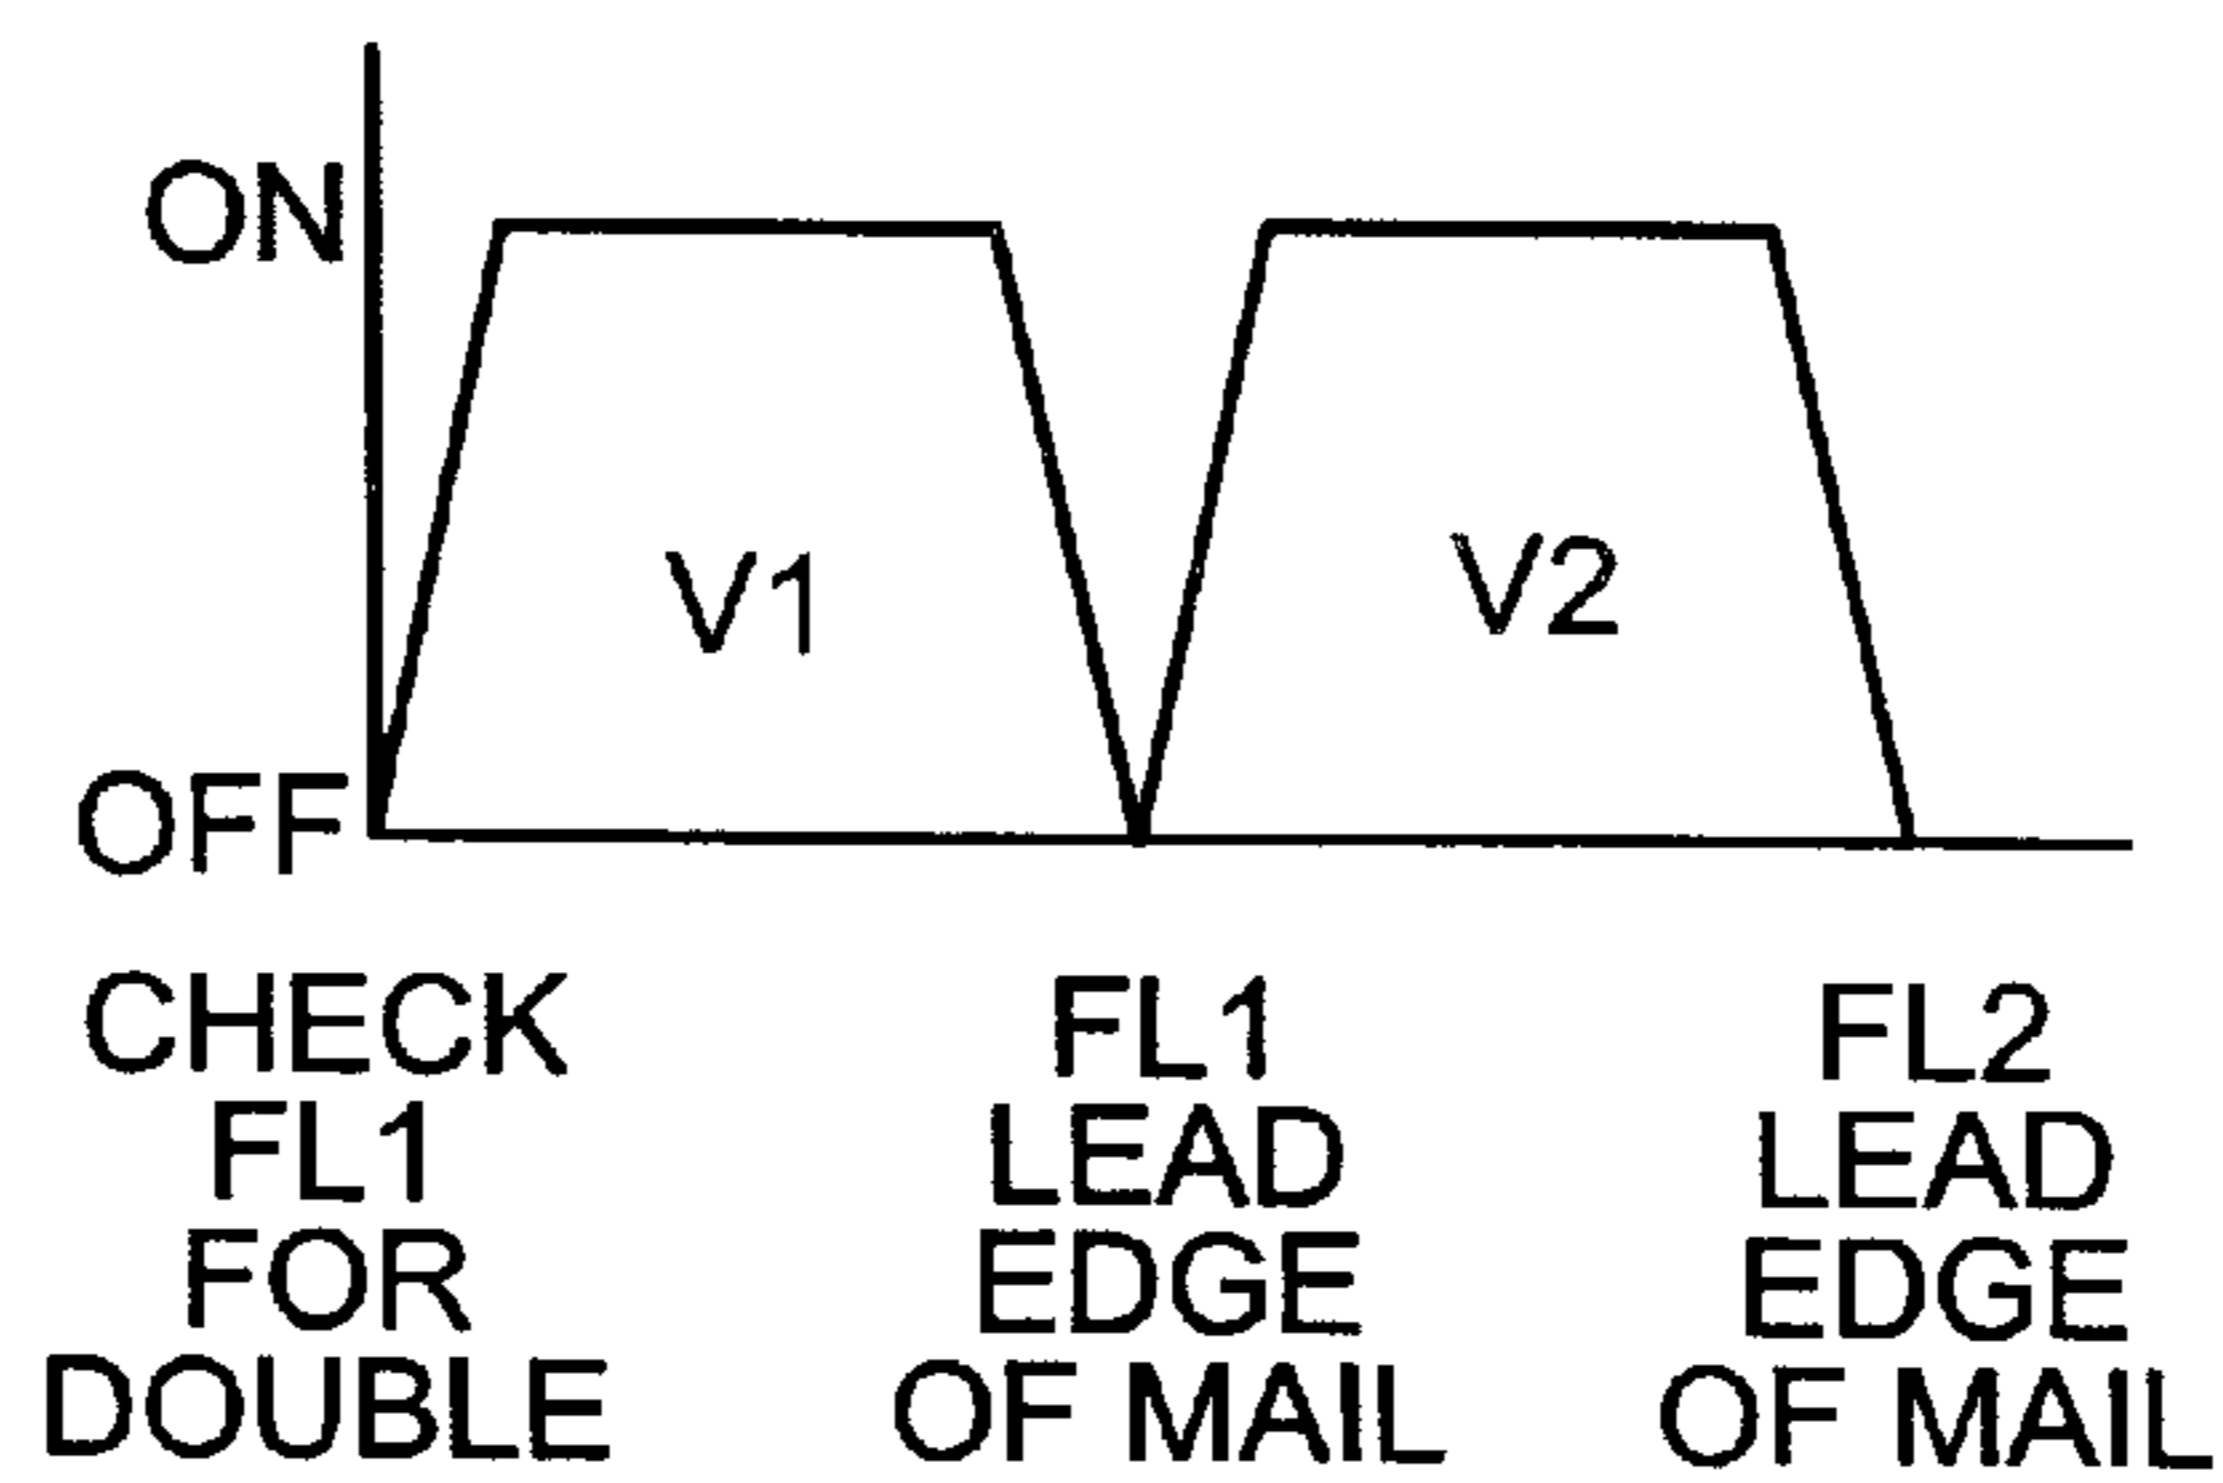 ON
V1
V2
OFF
CHECK
FL1
FOR
DOUBLE
FL1
LEAD
EDGE
OF MAIL
FL2
LEAD
EDGE
OF MAIL